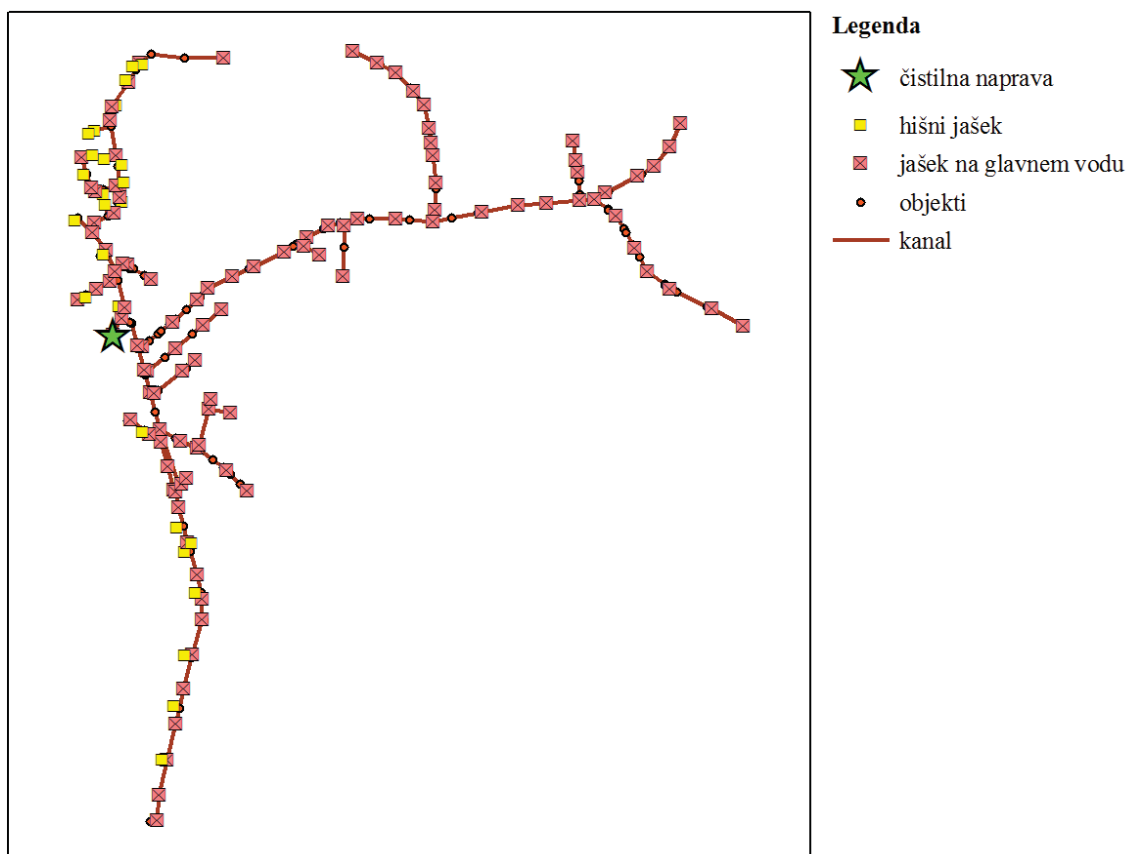 Legenda
čistilna naprava
hišni jašek
jašek na glavnem vodu
objekti
kanal